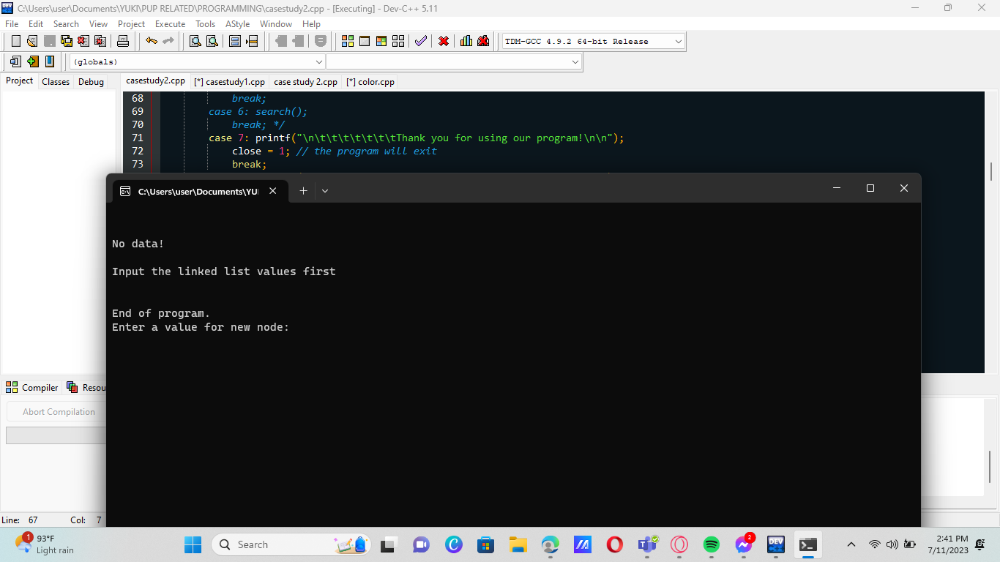 C:\Users\user\Documents\YUKI\PUP RELATED\PROGRAMMING\casestudy2.cpp - [Executing] - Dev-C++ 5.11
File Edit Search View Project Execute Tools AStyle Window Help
TDM-GCC 4.9.2 64-bit Release
(globals)
Project Classes Debug casestudy2.cpp [*] casestudy1.cpp case study 2.cpp [*] color.cpp
68 break;
69 case 6: search();
70 break; */
71 case 7: printf("\n\t\t\t\t\t\t\tThank you for using our program!\n\n");
72 close = 1; // the program will exit
73 break;
C:\Users\user\Documents\YU
No data!
Input the linked list values first
End of program.
Enter a value for new node:
Compiler Resou
Abort Compilation
Line: 67 Col: 7
1 93°F
Light rain
Search
DEV
2
2:41 PM
7/11/2023